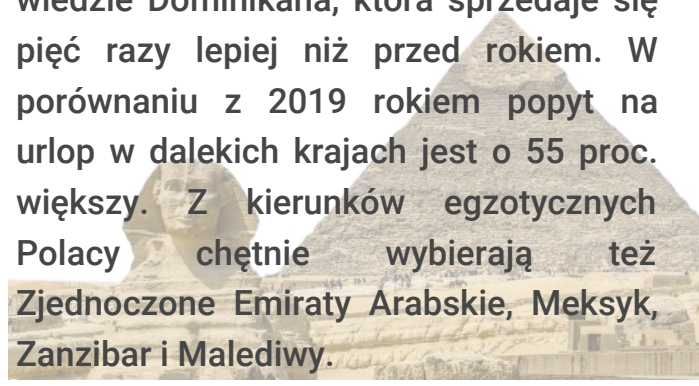 wiedzie Dominikana, która sprzedaje się
pięć razy lepiej niż przed rokiem. W
porównaniu z 2019 rokiem popyt na
urlop w dalekich krajach jest o 55 proc.
większy. Z kierunków egzotycznych
Polacy chętnie wybierają też
Zjednoczone Emiraty Arabskie, Meksyk,
Zanzibar i Malediwy.